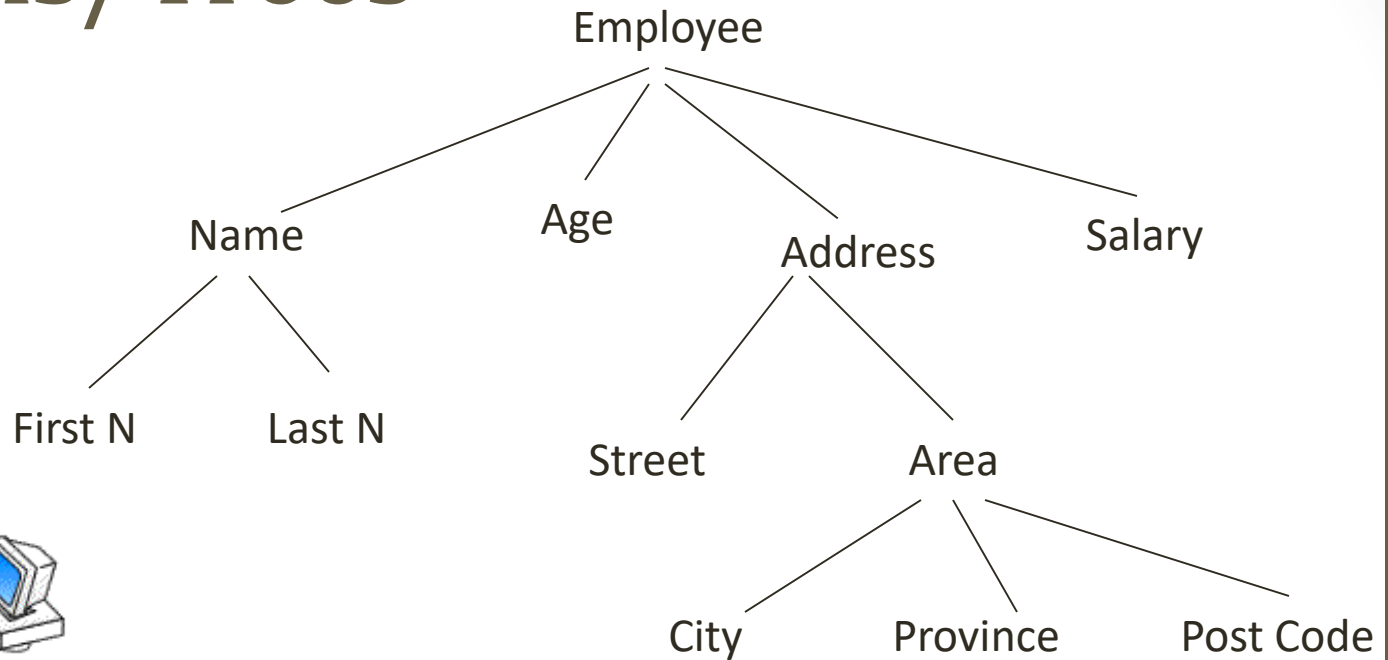 Employee
Name Age Address Salary
First N Last N Street Area
City Province Post Code